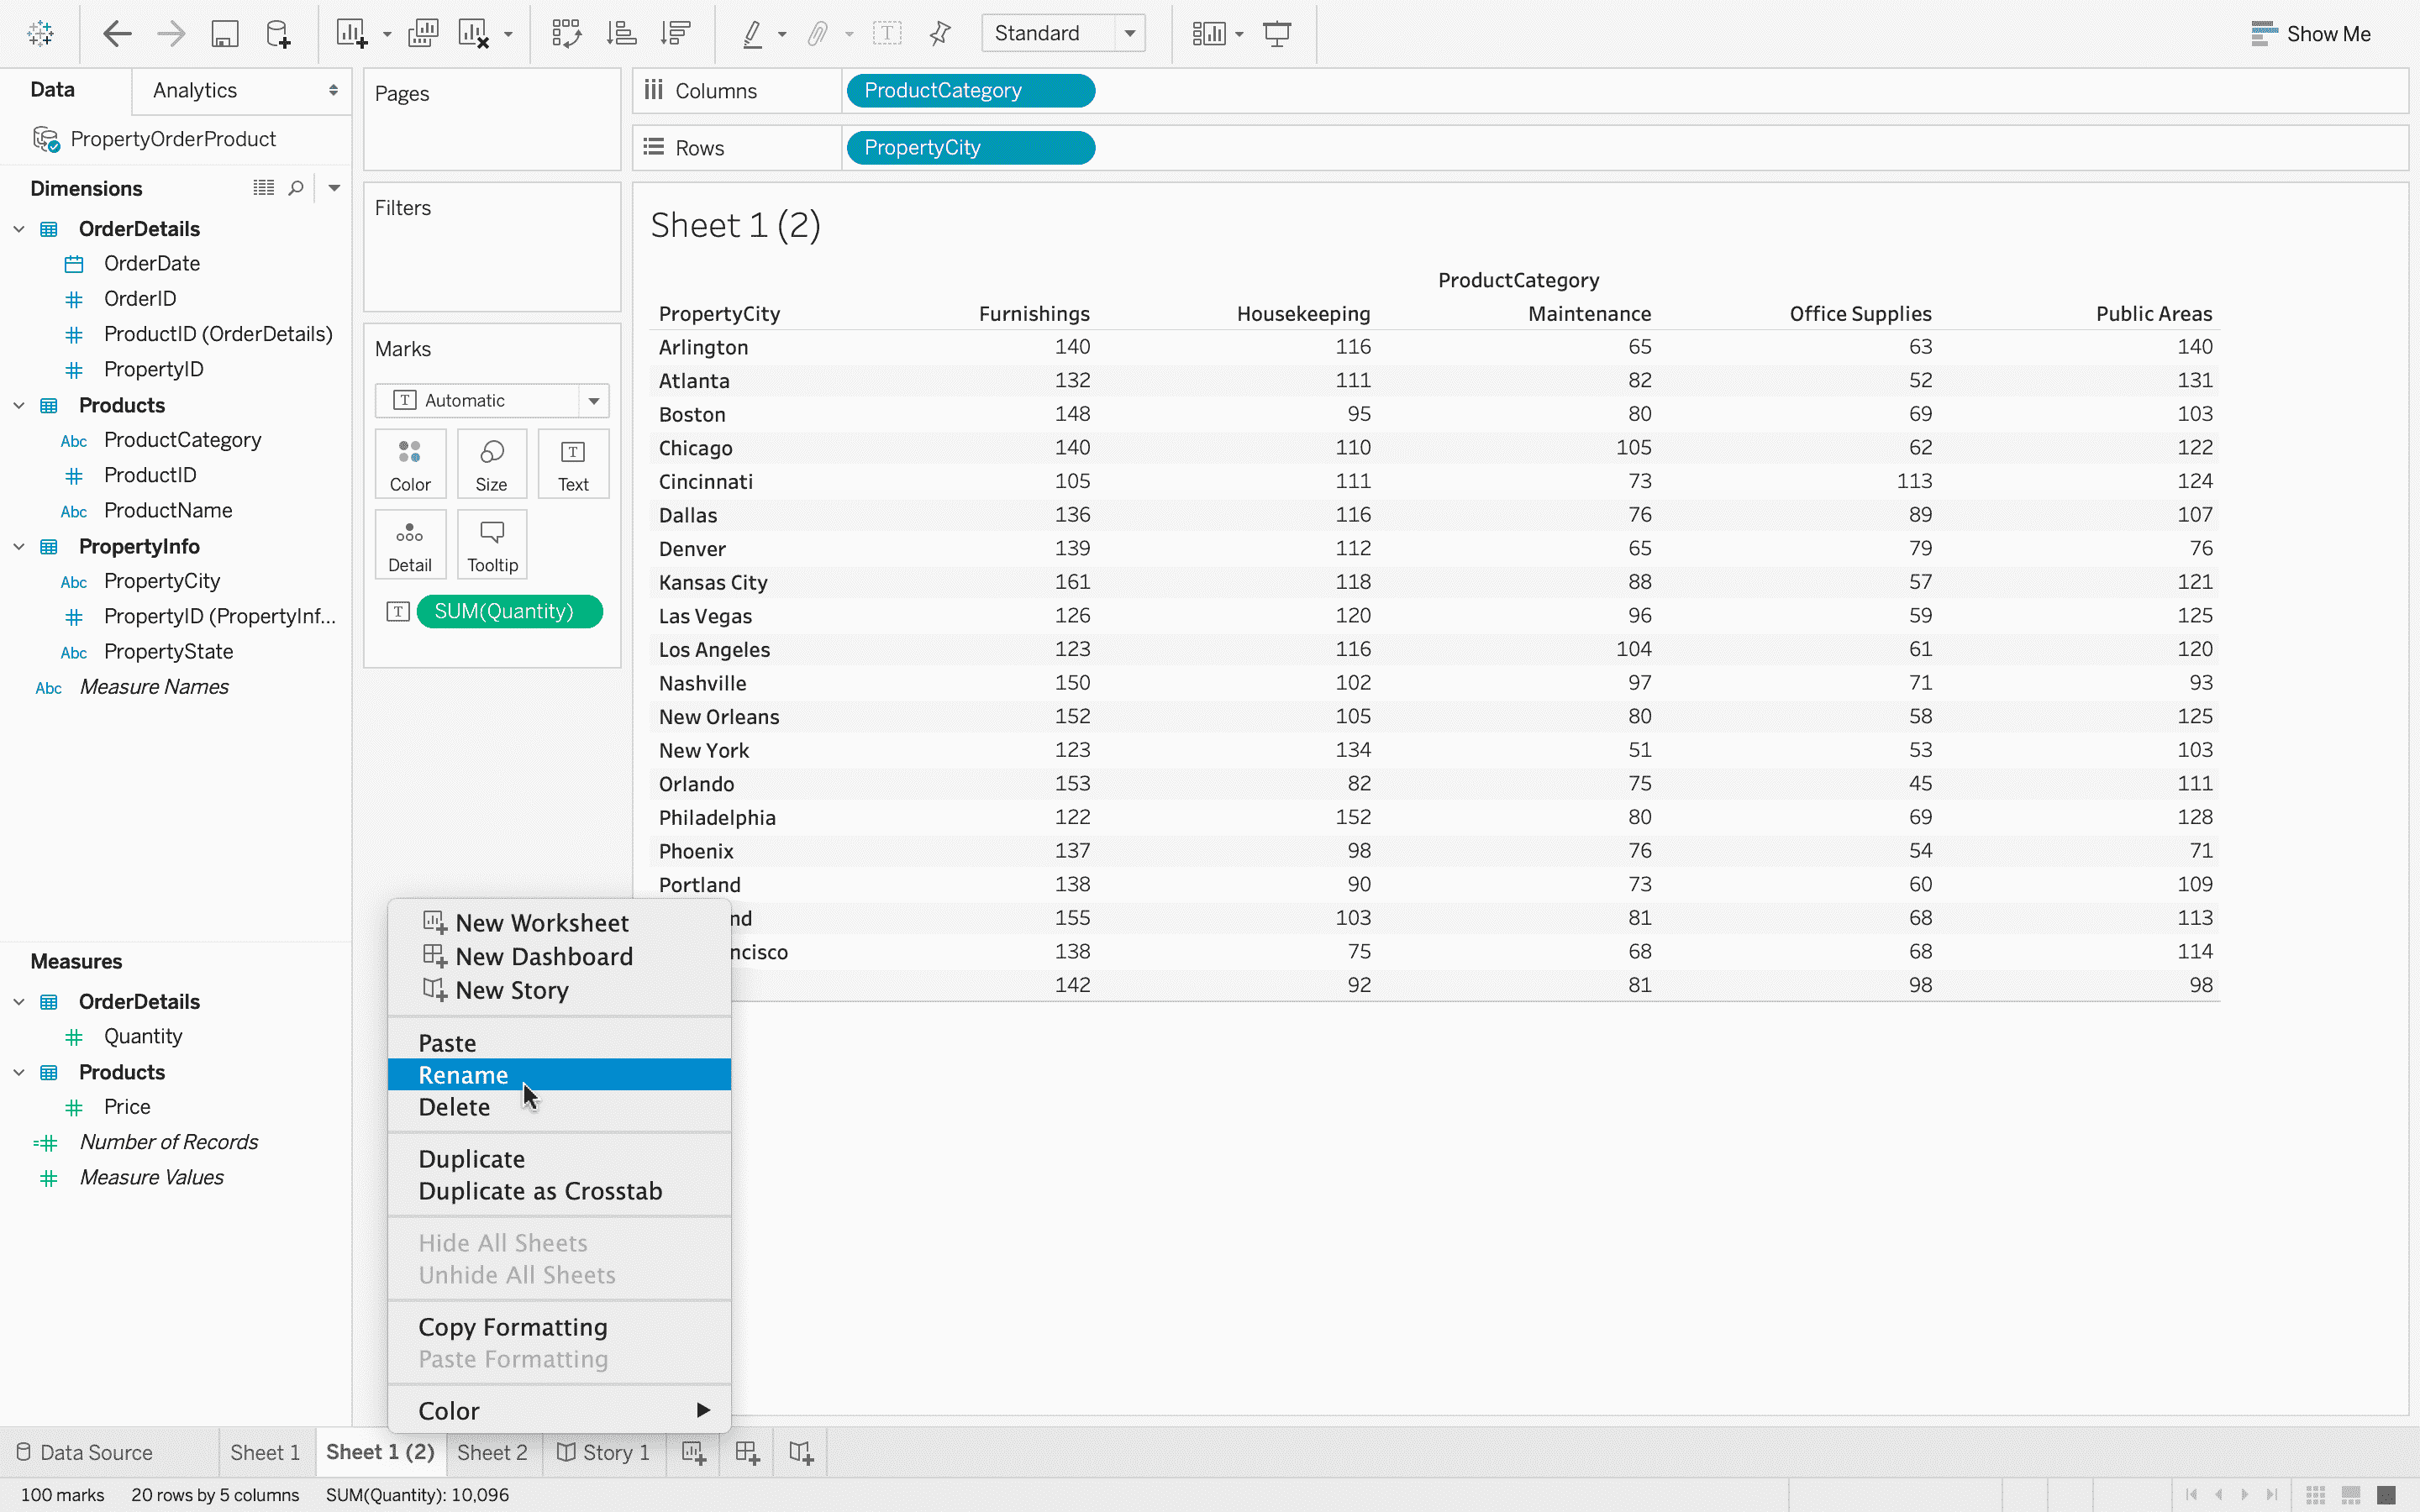 Standard
Show Me
Data
Analytics
PropertyOrderProduct
Dimensions
OrderDetails
OrderDate
OrderID
ProductID (OrderDetails)
PropertyID
Products
Abc ProductCategory
ProductID
Abc ProductName
PropertyInfo
Abc PropertyCity
PropertyID (PropertyInf...
Abc PropertyState
Abc Measure Names
Measures
OrderDetails
Quantity
Products
Price
Number of Records
Measure Values
Pages
Filters
Marks
T Automatic
Color Size Text
Detail Tooltip
T SUM(Quantity)
Columns ProductCategory
Rows PropertyCity
Sheet 1 (2)
ProductCategory
PropertyCity Furnishings Housekeeping Maintenance Office Supplies Public Areas
Arlington 140 116 65 63 140
Atlanta 132 111 82 52 131
Boston 148 95 80 69 103
Chicago 140 110 105 62 122
Cincinnati 105 111 73 113 124
Dallas 136 116 76 89 107
Denver 139 112 65 79 76
Kansas City 161 118 88 57 121
Las Vegas 126 120 96 59 125
Los Angeles 123 116 104 61 120
Nashville 150 102 97 71 93
New Orleans 152 105 80 58 125
New York 123 134 51 53 103
Orlando 153 82 75 45 111
Philadelphia 122 152 80 69 128
Phoenix 137 98 76 54 71
Portland 138 90 73 60 109
nd 155 103 81 68 113
ncisco 138 75 68 68 114
142 92 81 98 98
New Worksheet
New Dashboard
New Story
Paste
Rename
Delete
Duplicate
Duplicate as Crosstab
Hide All Sheets
Unhide All Sheets
Copy Formatting
Paste Formatting
Color
Data Source Sheet 1 Sheet 1 (2) Sheet 2 Story 1
100 marks 20 rows by 5 columns SUM(Quantity): 10,096